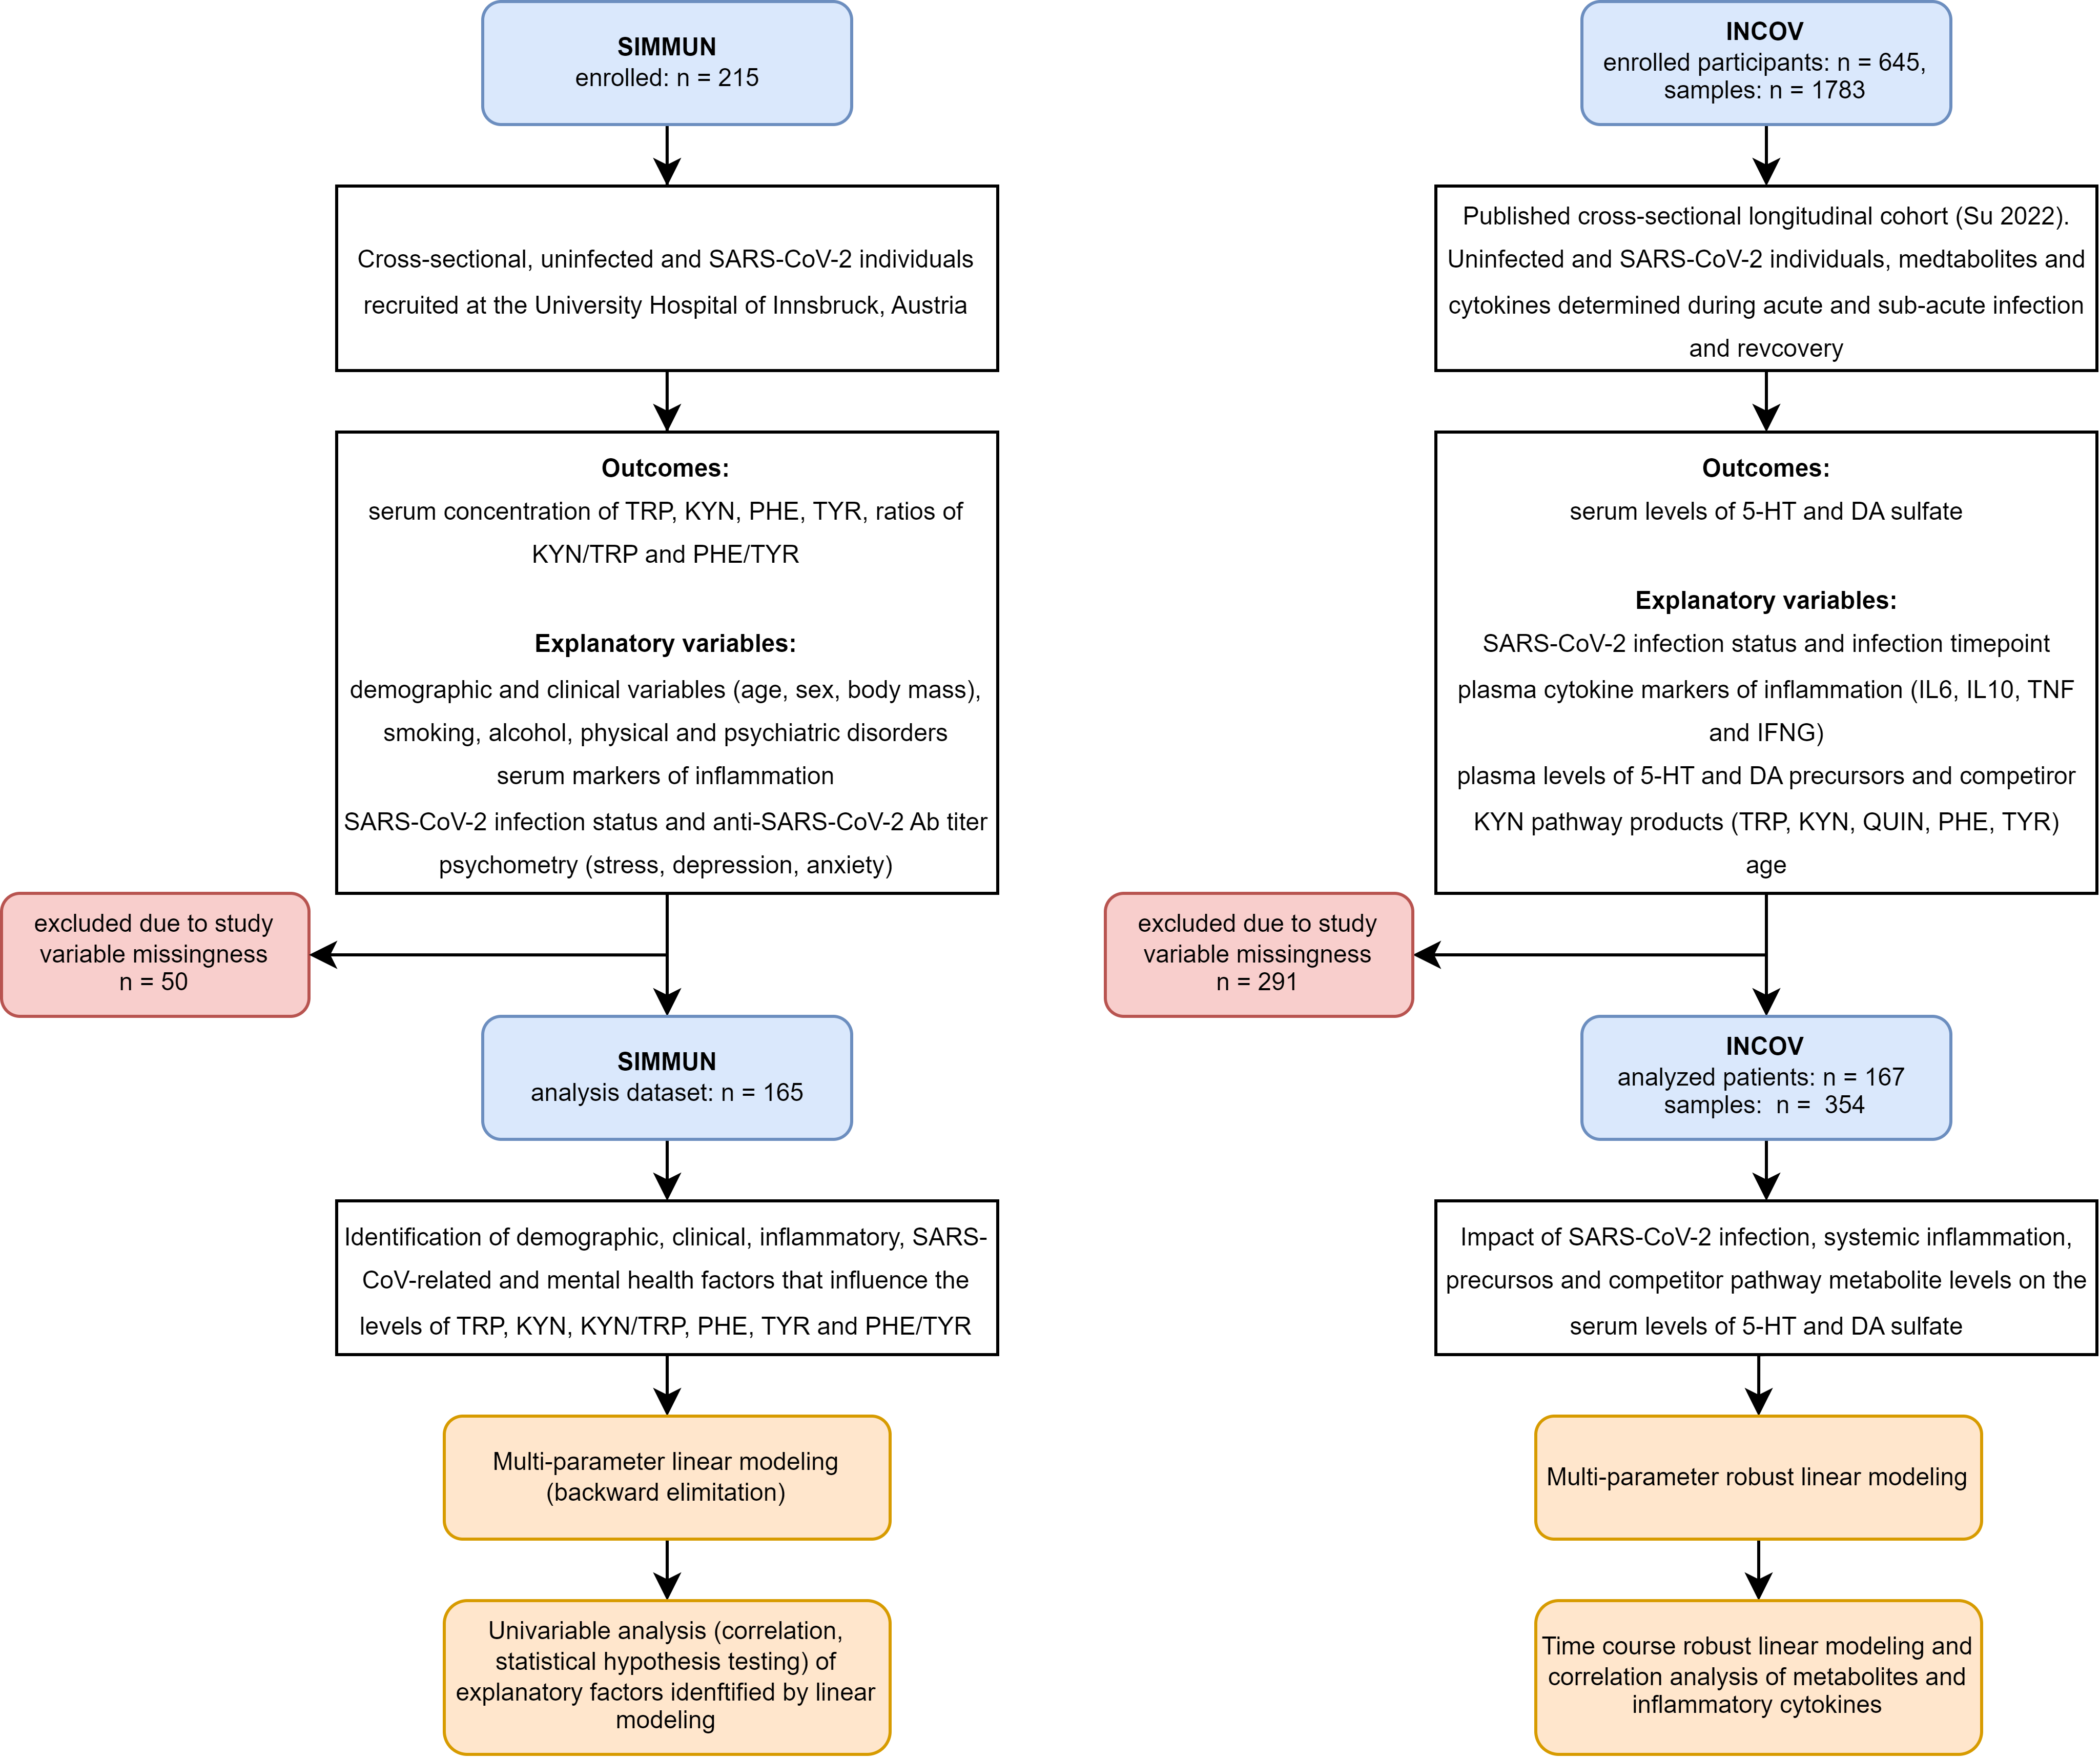 SIMMUN
enrolled: n = 215
Cross-sectional, uninfected and SARS-CoV-2 individuals
recruited at the University Hospital of Innsbruck, Austria
Outcomes:
serum concentration of TRP, KYN, PHE, TYR, ratios of
KYN/TRP and PHE/TYR
Explanatory variables:
demographic and clinical variables (age, sex, body mass),
smoking, alcohol, physical and psychiatric disorders
serum markers of inflammation
SARS-CoV-2 infection status and anti-SARS-CoV-2 Ab titer
psychometry (stress, depression, anxiety)
excluded due to study
variable missingness
n = 50
SIMMUN
analysis dataset: n = 165
Identification of demographic, clinical, inflammatory, SARS-
CoV-related and mental health factors that influence the
levels of TRP, KYN, KYN/TRP, PHE, TYR and PHE/TYR
Multi-parameter linear modeling
(backward elimitation)
Univariable analysis (correlation,
statistical hypothesis testing) of
explanatory factors idenftified by linear
modeling
INCOV
enrolled participants: n = 645,
samples: n = 1783
Published cross-sectional longitudinal cohort (Su 2022).
Uninfected and SARS-CoV-2 individuals, medtabolites and
cytokines determined during acute and sub-acute infection
and revcovery
Outcomes:
serum levels of 5-HT and DA sulfate
Explanatory variables:
SARS-CoV-2 infection status and infection timepoint
plasma cytokine markers of inflammation (IL6, IL10, TNF
and IFNG)
plasma levels of 5-HT and DA precursors and competiror
KYN pathway products (TRP, KYN, QUIN, PHE, TYR)
age
excluded due to study
variable missingness
n = 291
INCOV
analyzed patients: n = 167
samples:  n =  354
Impact of SARS-CoV-2 infection, systemic inflammation,
precursos and competitor pathway metabolite levels on the
serum levels of 5-HT and DA sulfate
Multi-parameter robust linear modeling
Time course robust linear modeling and
correlation analysis of metabolites and
inflammatory cytokines